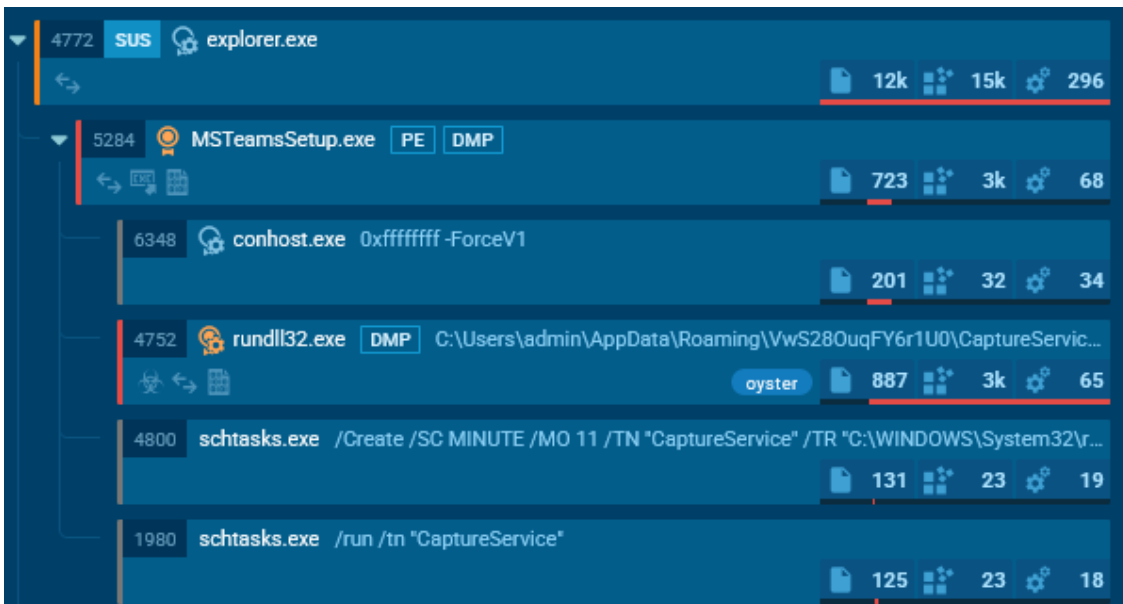 4772 SUS explorer.exe
12k 15k 296
5284 MSTeamsSetup.exe PE DMP
723 3k 68
6348 conhost.exe 0xffffffff -ForceV1
201 32 34
4752 rundll32.exe DMP C:\Users\admin\AppData\Roaming\VwS28OuqFY6r1U0\CaptureServic...
oyster 887 3k 65
4800 schtasks.exe /Create /SC MINUTE /MO 11 /TN "CaptureService" /TR "C:\WINDOWS\System32\r...
131 23 19
1980 schtasks.exe /run /tn "CaptureService"
125 23 18